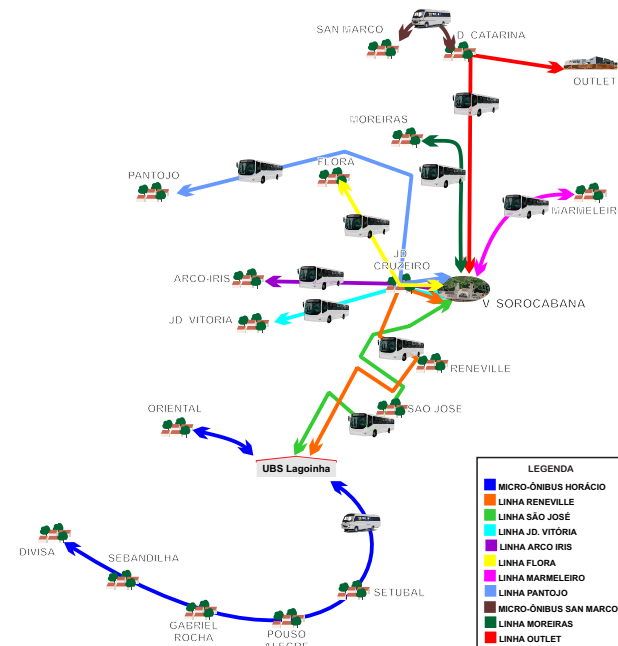 SAN MARCO
D. CATARINA
OUTLET
MOREIRAS
FLORA
PANTOJO
MARMELEIR
JD
CRUZEIRO
ARCO-IRIS
V SOROCABANA
JD VITORIA
RENEVILLE
ORIENTAL
SAO JOSE
UBS Lagoinha
DIVISA
SEBANDILHA
SETUBAL
GABRIEL
ROCHA
POUSO
ALEGRE
LEGENDA
MICRO-ÔNIBUS HORÁCIO
LINHA RENEVILLE
LINHA SÃO JOSÉ
LINHA JD. VITÓRIA
LINHA ARCO IRIS
LINHA FLORA
LINHA MARMELEIRO
LINHA PANTOJO
MICRO-ÔNIBUS SAN MARCO
LINHA MOREIRAS
LINHA OUTLET